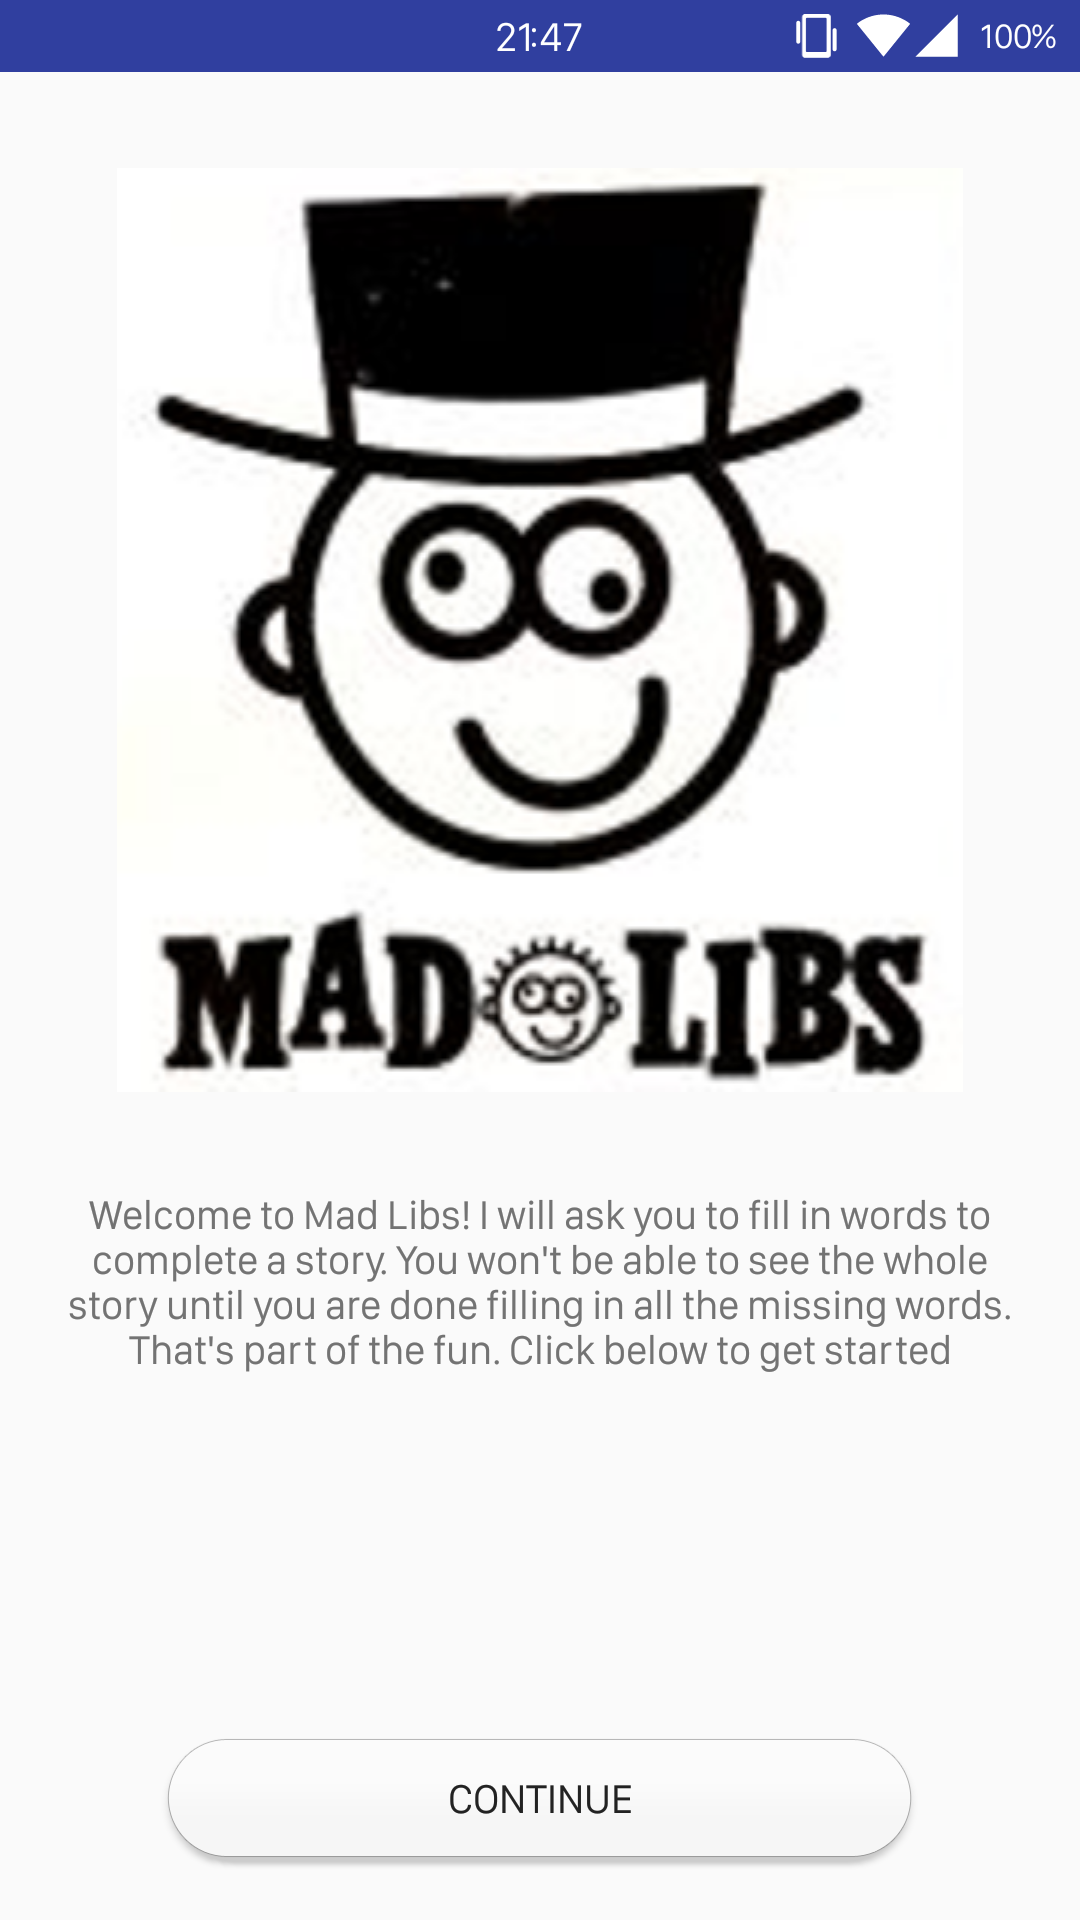 21:47
100%
MAD LIBS
Welcome to Mad Libs! I will ask you to fill in words to
complete a story. You won't be able to see the whole
story until you are done filling in all the missing words.
That's part of the fun. Click below to get started
CONTINUE